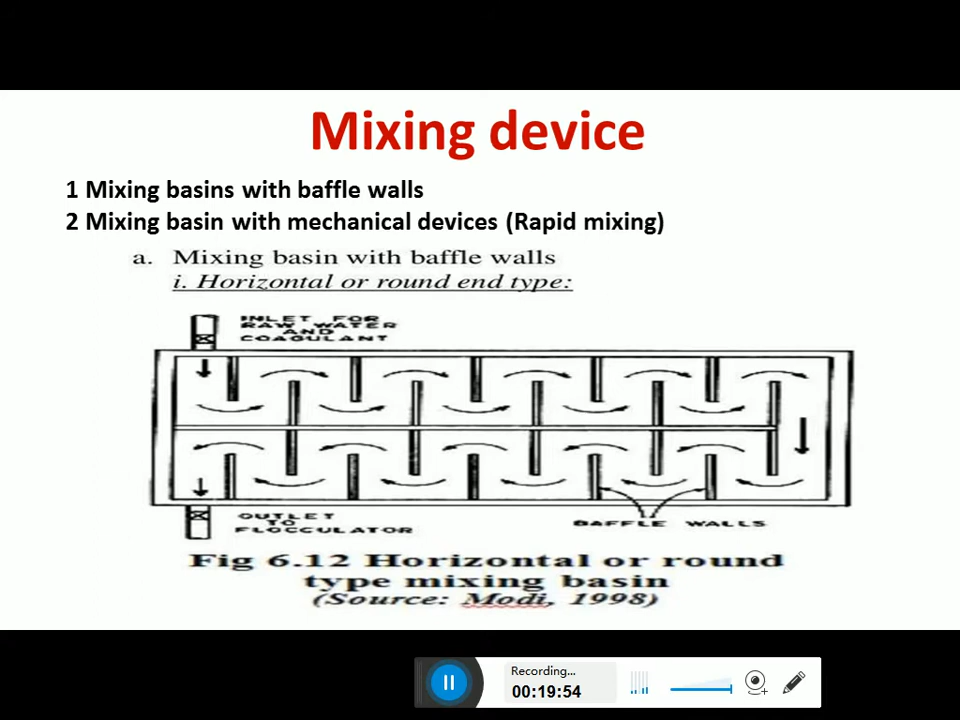 Mixing device
1 Mixing basins with baffle walls
2 Mixing basin with mechanical devices (Rapid mixing)
a. Mixing basin with baffle walls
i. Horizontal or round end type:
INLET FOR
RAW WATER
AND
COAGULANT
OUTLET
TO
FLOCCULATOR
BAFFLE WALLS
Fig 6.12 Horizontal or round
type mixing basin
(Source: Modi, 1998)
Recording...
00:19:54